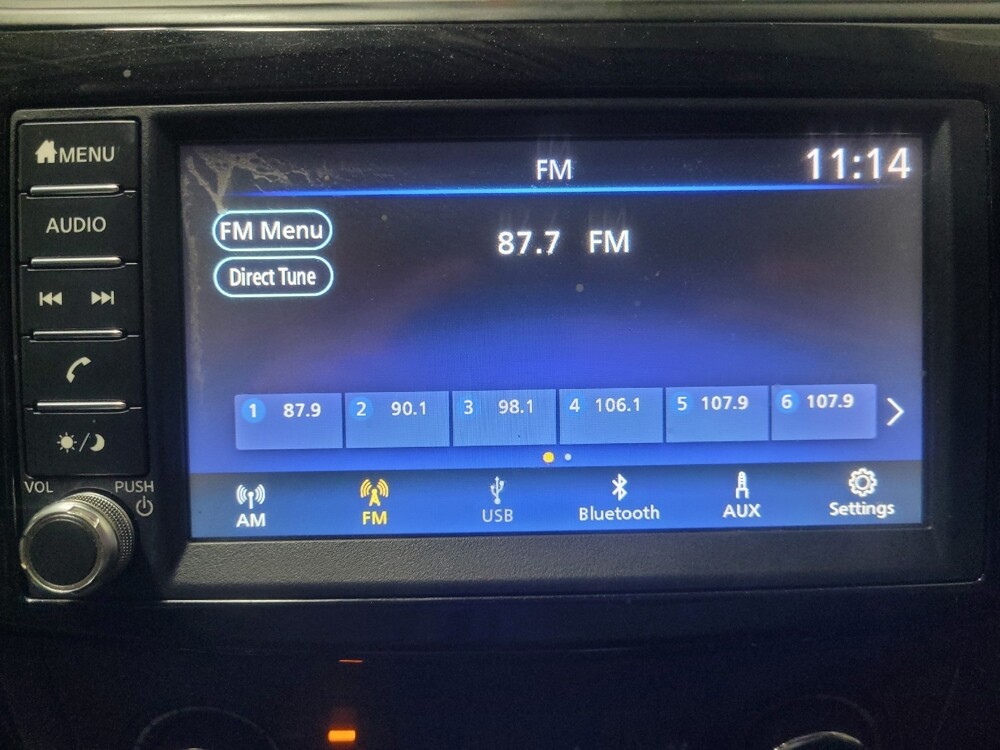 MENU
AUDIO
VOL PUSH
FM 11:14
FM Menu
87.7 FM
Direct Tune
1 87.9 2 90.1 3 98.1 4 106.1 5 107.9 6 107.9
AM FM USB Bluetooth AUX Settings